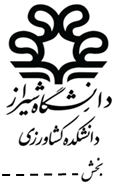 دانشگاه شیراز
دانشکده کشاورزی
بخش - - - - - - - -